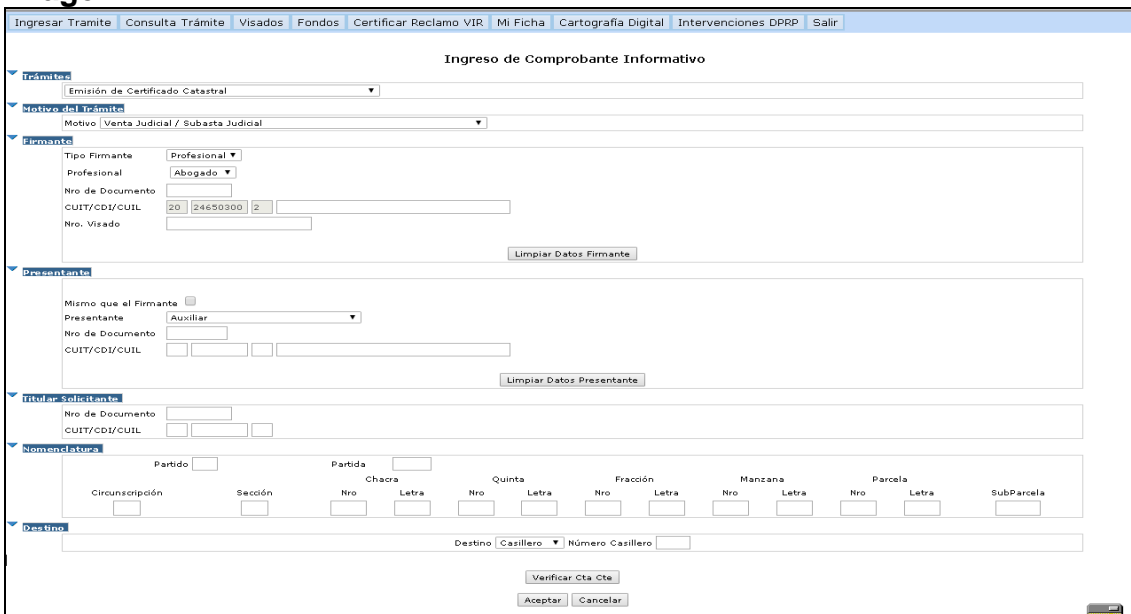 Ingresar Tramite Consulta Trámite Visados Fondos Certificar Reclamo VIR Mi Ficha Cartografía Digital Intervenciones DPRP Salir
Ingreso de Comprobante Informativo
Trámites
Emisión de Certificado Catastral
Motivo del Trámite
Motivo Venta Judicial / Subasta Judicial
Firmante
Tipo Firmante Profesional
Profesional Abogado
Nro de Documento
CUIT/CDI/CUIL 20 24650300 2
Nro. Visado
Limpiar Datos Firmante
Presentante
Mismo que el Firmante
Presentante Auxiliar
Nro de Documento
CUIT/CDI/CUIL
Limpiar Datos Presentante
Titular Solicitante
Nro de Documento
CUIT/CDI/CUIL
Nomenclatura
Partido Partida
Chacra Quinta Fracción Manzana Parcela
Circunscripción Sección Nro Letra Nro Letra Nro Letra Nro Letra Nro Letra SubParcela
Destino
Destino Casillero Número Casillero
Verificar Cta Cte
Aceptar Cancelar